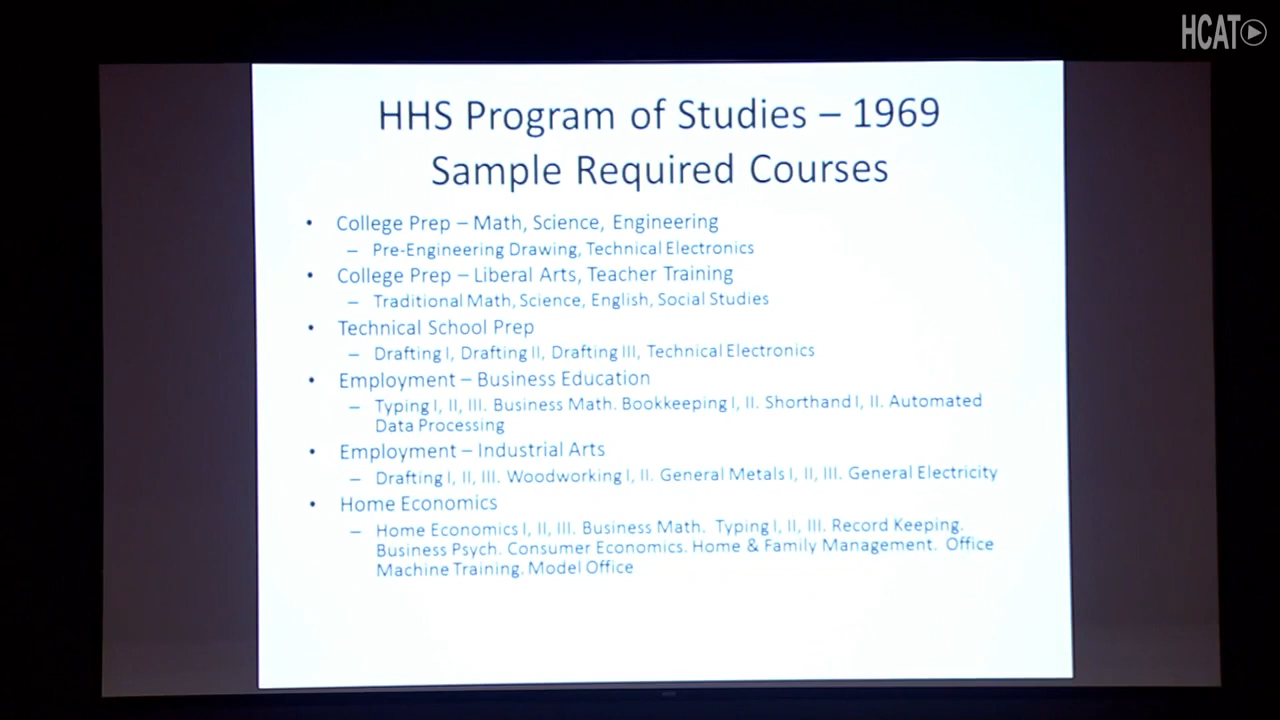 HCAT
HHS Program of Studies – 1969
Sample Required Courses
• College Prep – Math, Science, Engineering
– Pre-Engineering Drawing, Technical Electronics
• College Prep – Liberal Arts, Teacher Training
– Traditional Math, Science, English, Social Studies
• Technical School Prep
– Drafting I, Drafting II, Drafting III, Technical Electronics
• Employment – Business Education
– Typing I, II, III. Business Math. Bookkeeping I, II. Shorthand I, II. Automated
Data Processing
• Employment – Industrial Arts
– Drafting I, II, III. Woodworking I, II. General Metals I, II, III. General Electricity
• Home Economics
– Home Economics I, II, III. Business Math. Typing I, II, III. Record Keeping.
Business Psych. Consumer Economics. Home & Family Management. Office
Machine Training. Model Office